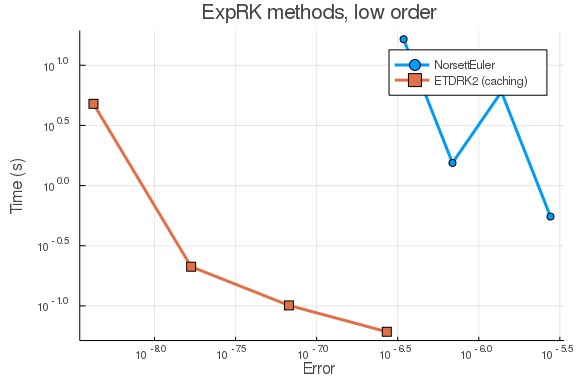 ExpRK methods, low order
NorsettEuler
ETDRK2 (caching)
Time (s)
10^1.0
10^0.5
10^0.0
10^-0.5
10^-1.0
10^-8.0
10^-7.5
10^-7.0
10^-6.5
10^-6.0
10^-5.5
Error